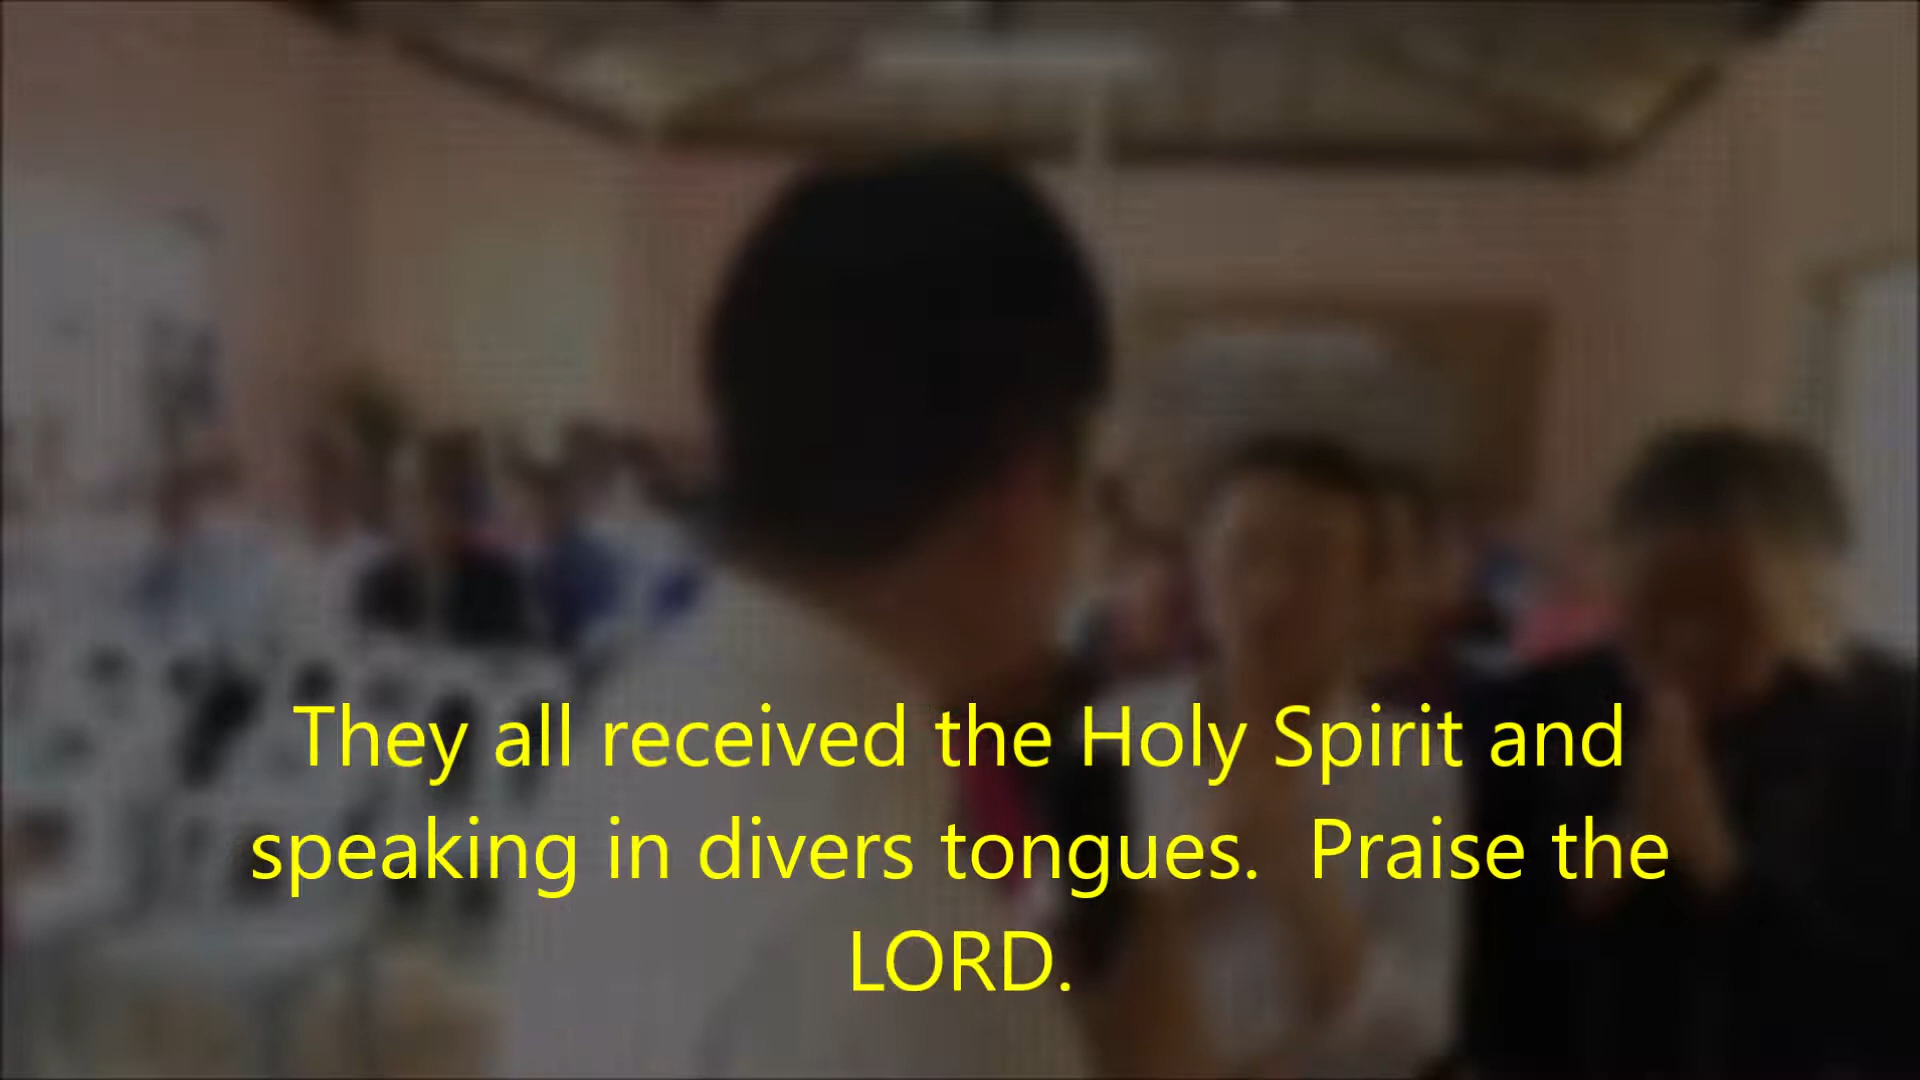 They all received the Holy Spirit and
speaking in divers tongues.  Praise the
LORD.